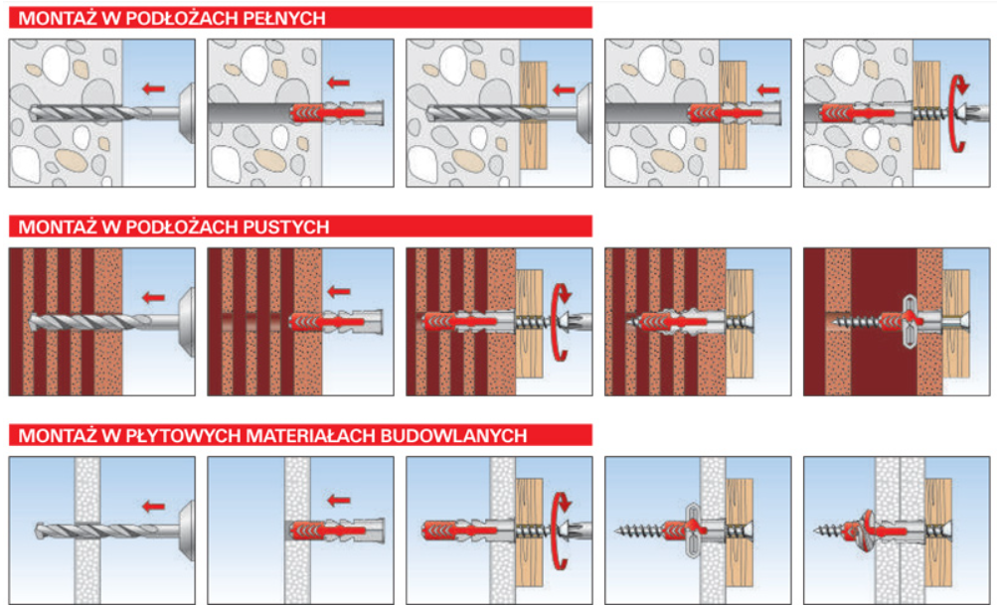 MONTAŻ W PODŁOŻACH PEŁNYCH
MONTAŻ W PODŁOŻACH PUSTYCH
MONTAŻ W PŁYTOWYCH MATERIAŁACH BUDOWLANYCH